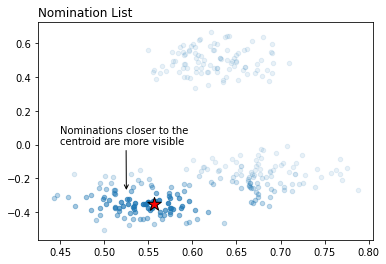 Nomination List
0.6
0.4
0.2
Nominations closer to the
centroid are more visible
0.0
−0.2
−0.4
0.45 0.50 0.55 0.60 0.65 0.70 0.75 0.80